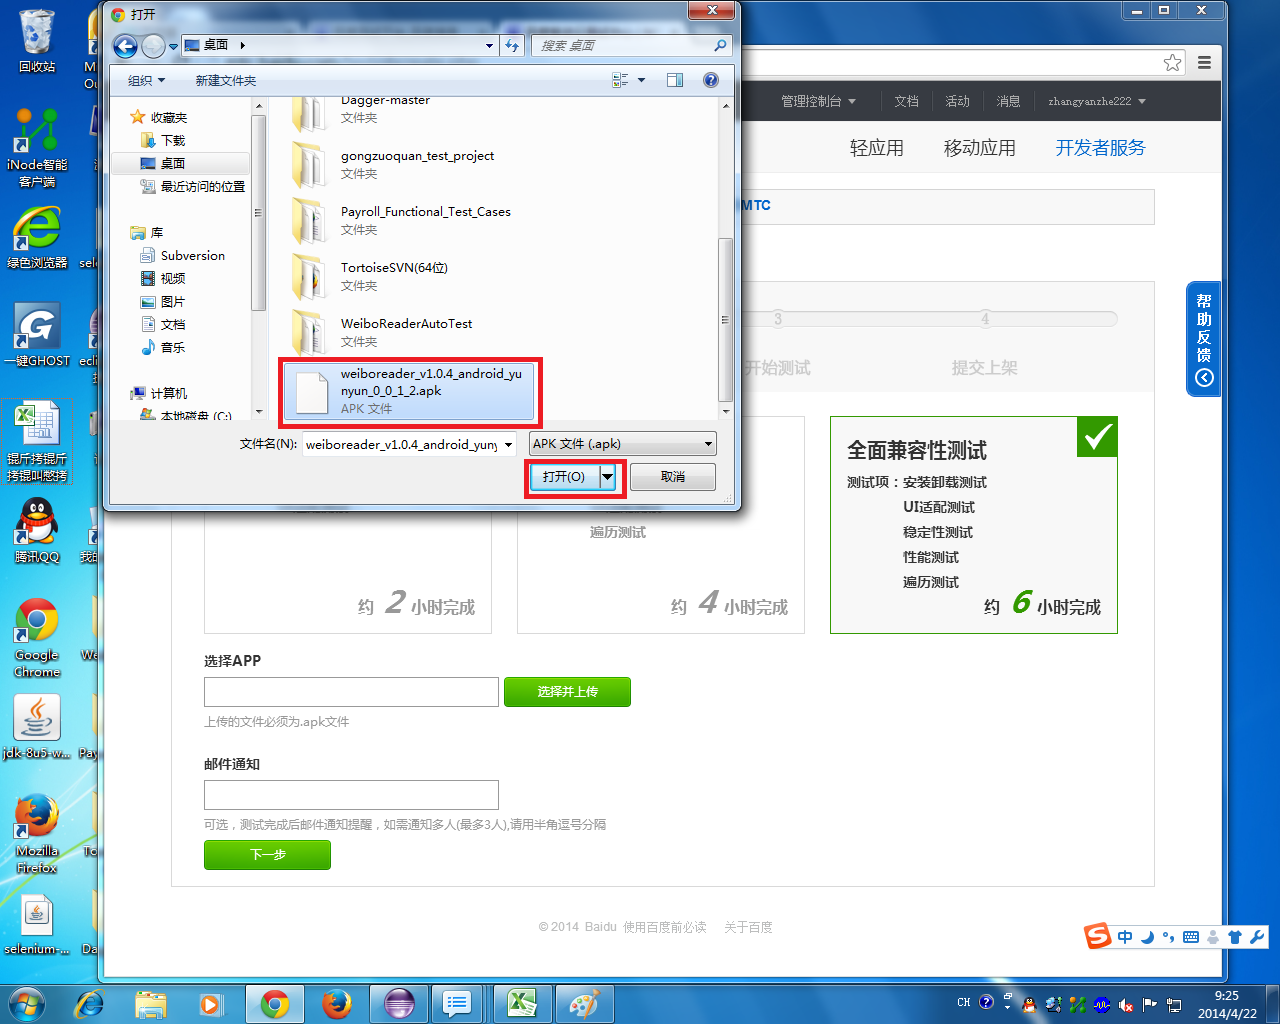 打开
桌面
搜索 桌面
组织
新建文件夹
收藏夹
下载
桌面
最近访问的位置
库
Subversion
视频
图片
文档
音乐
计算机
本地磁盘 (C:)
Dagger-master
文件夹
gongzuoquan_test_project
文件夹
Payroll_Functional_Test_Cases
文件夹
TortoiseSVN(64位)
文件夹
WeiboReaderAutoTest
文件夹
weiboreader_v1.0.4_android_yu
nyun_0_0_1_2.apk
APK 文件
文件名(N):
weiboreader_v1.0.4_android_yuny
APK 文件 (.apk)
打开(O)
取消
管理控制台
文档
活动
消息
zhangyanzhe222
轻应用
移动应用
开发者服务
MTC
3
4
开始测试
提交上架
帮助反馈
遍历测试
约 2 小时完成
约 4 小时完成
全面兼容性测试
测试项：安装卸载测试
UI适配测试
稳定性测试
性能测试
遍历测试
约 6 小时完成
选择APP
选择并上传
上传的文件必须为.apk文件
邮件通知
可选，测试完成后邮件通知提醒，如需通知多人(最多3人),请用半角逗号分隔
下一步
© 2014 Baidu 使用百度前必读 关于百度
回收站
iNode智能
客户端
绿色浏览器
一键GHOST
锟斤拷锟斤
拷锟叫憋拷
腾讯QQ
Google
Chrome
jdk-8u5-w...
Mozilla
Firefox
selenium-...
中
CH
9:25
2014/4/22